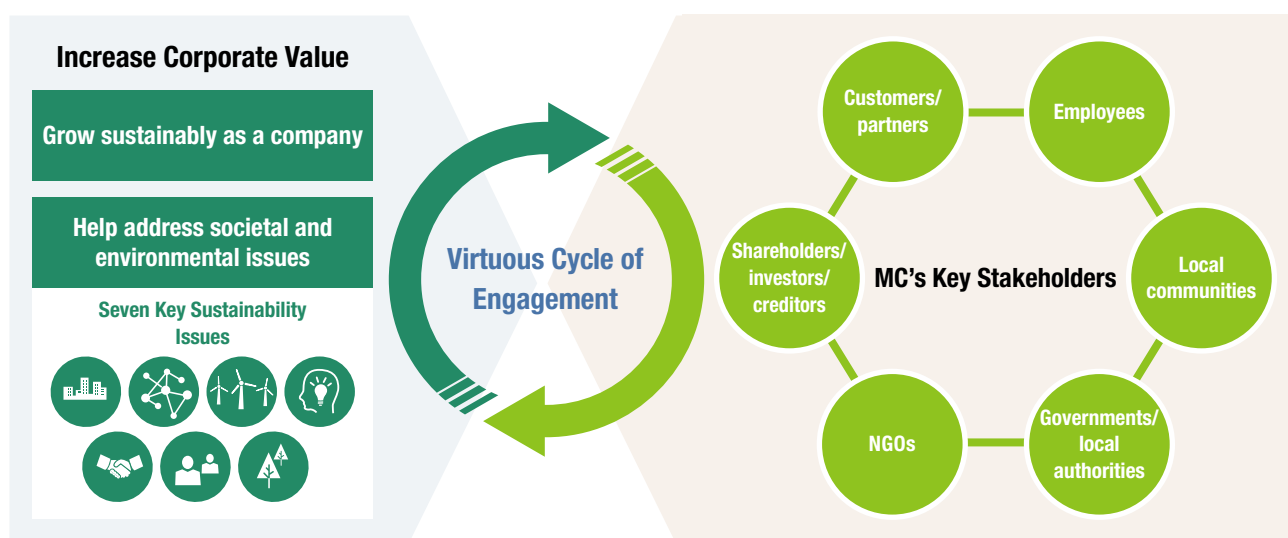 Increase Corporate Value
Grow sustainably as a company
Help address societal and
environmental issues
Seven Key Sustainability
Issues
Virtuous Cycle of
Engagement
Customers/
partners
Employees
Shareholders/
investors/
creditors
MC's Key Stakeholders
Local
communities
NGOs
Governments/
local
authorities